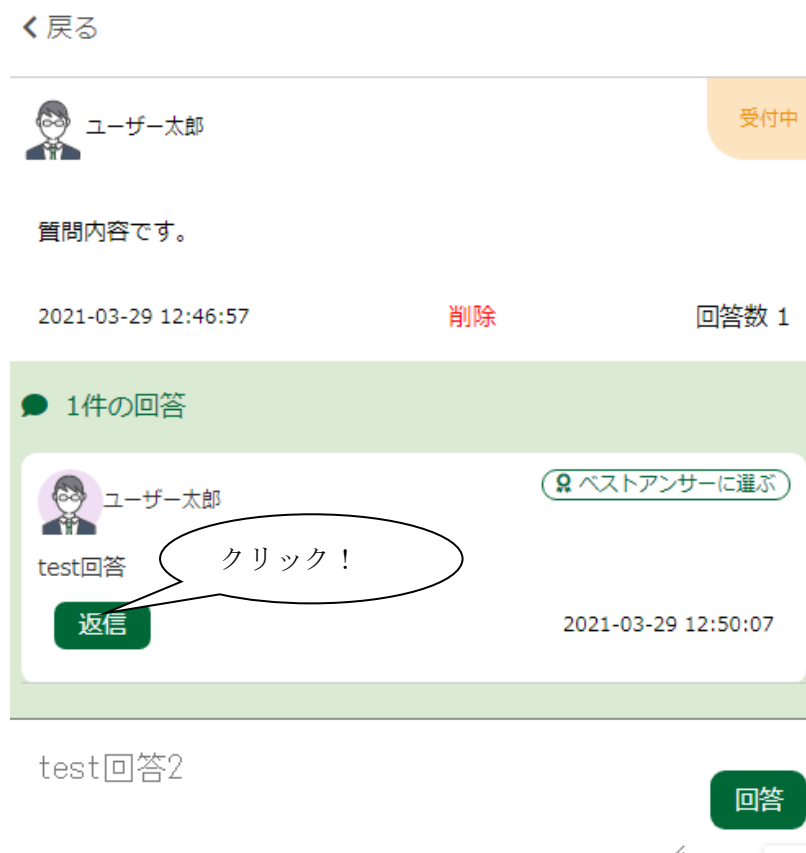 戻る
ユーザー太郎
受付中
質問内容です。
2021-03-29 12:46:57 削除 回答数 1
1件の回答
ユーザー太郎
ベストアンサーに選ぶ
test回答
クリック！
返信
2021-03-29 12:50:07
test回答2
回答